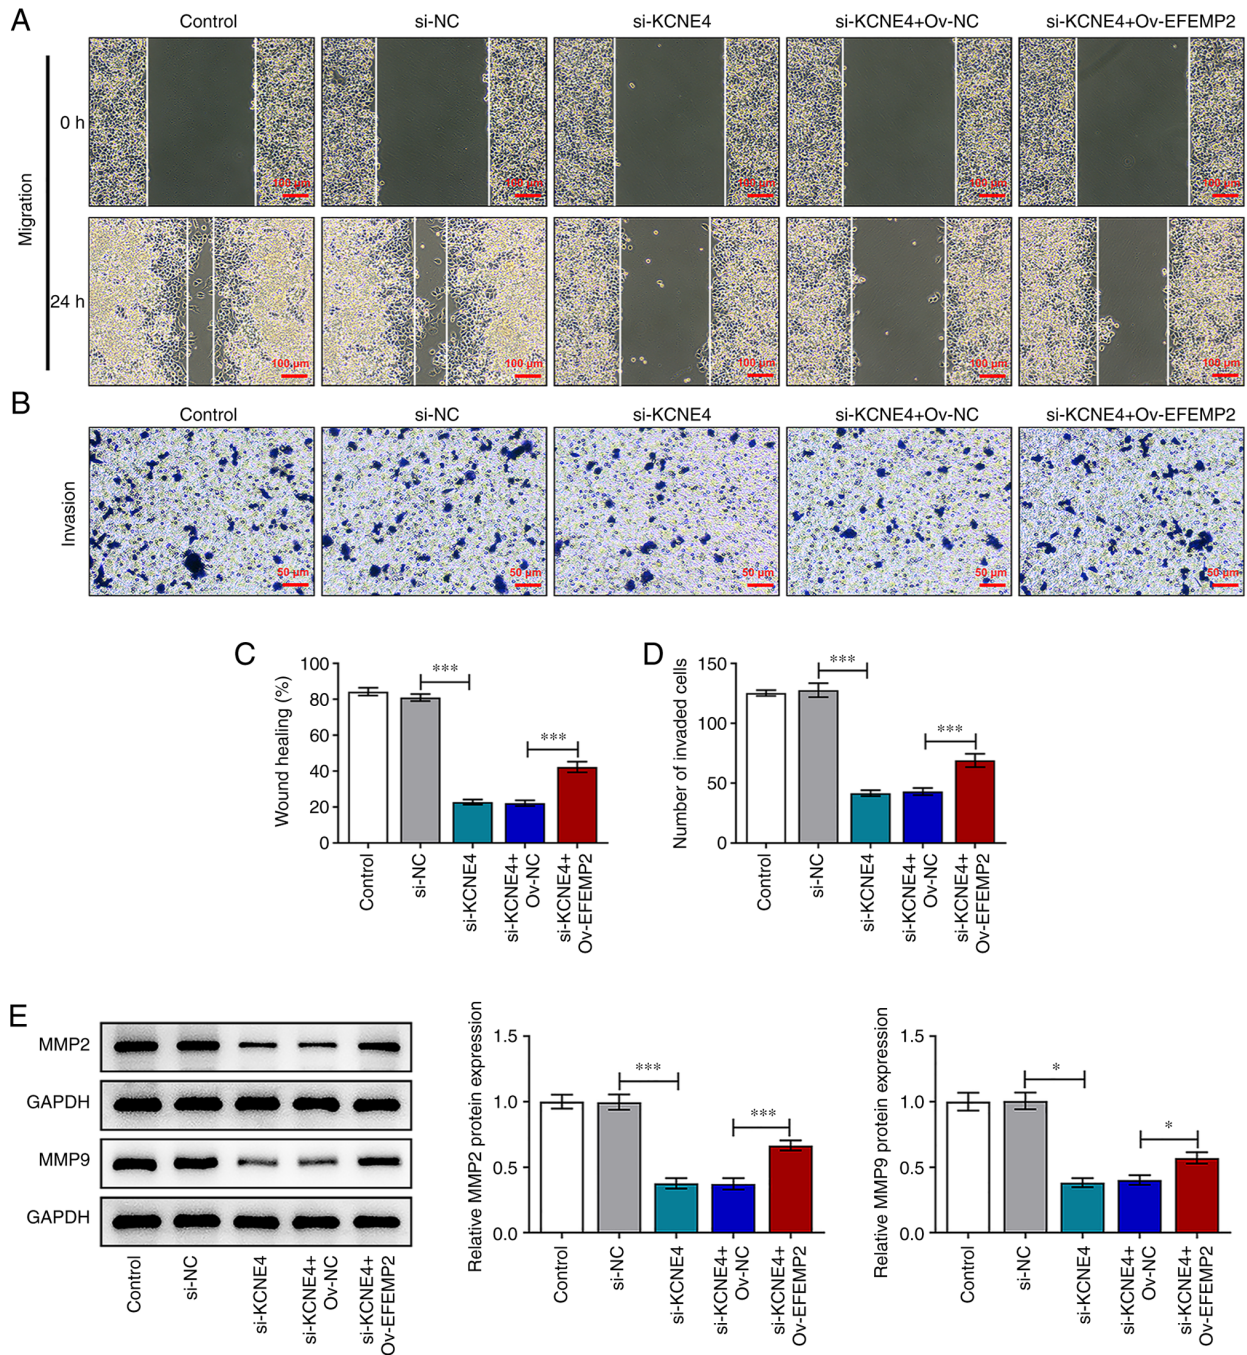 A
Control si-NC si-KCNE4 si-KCNE4+Ov-NC si-KCNE4+Ov-EFEMP2
Migration
0 h
100 µm 100 µm 100 µm 100 µm 100 µm
24 h
100 µm 100 µm 100 µm 100 µm 100 µm
B
Control si-NC si-KCNE4 si-KCNE4+Ov-NC si-KCNE4+Ov-EFEMP2
Invasion
50 µm 50 µm 50 µm 50 µm 50 µm
C
Wound healing (%)
100
80
60
40
20
0
***
***
Control
si-NC
si-KCNE4
si-KCNE4+
Ov-NC
si-KCNE4+
Ov-EFEMP2
D
Number of invaded cells
150
100
50
0
***
***
Control
si-NC
si-KCNE4
si-KCNE4+
Ov-NC
si-KCNE4+
Ov-EFEMP2
E
MMP2
GAPDH
MMP9
GAPDH
Control
si-NC
si-KCNE4
si-KCNE4+
Ov-NC
si-KCNE4+
Ov-EFEMP2
Relative MMP2 protein expression
1.5
1.0
0.5
0.0
***
***
Control
si-NC
si-KCNE4
si-KCNE4+
Ov-NC
si-KCNE4+
Ov-EFEMP2
Relative MMP9 protein expression
1.5
1.0
0.5
0.0
*
*
Control
si-NC
si-KCNE4
si-KCNE4+
Ov-NC
si-KCNE4+
Ov-EFEMP2